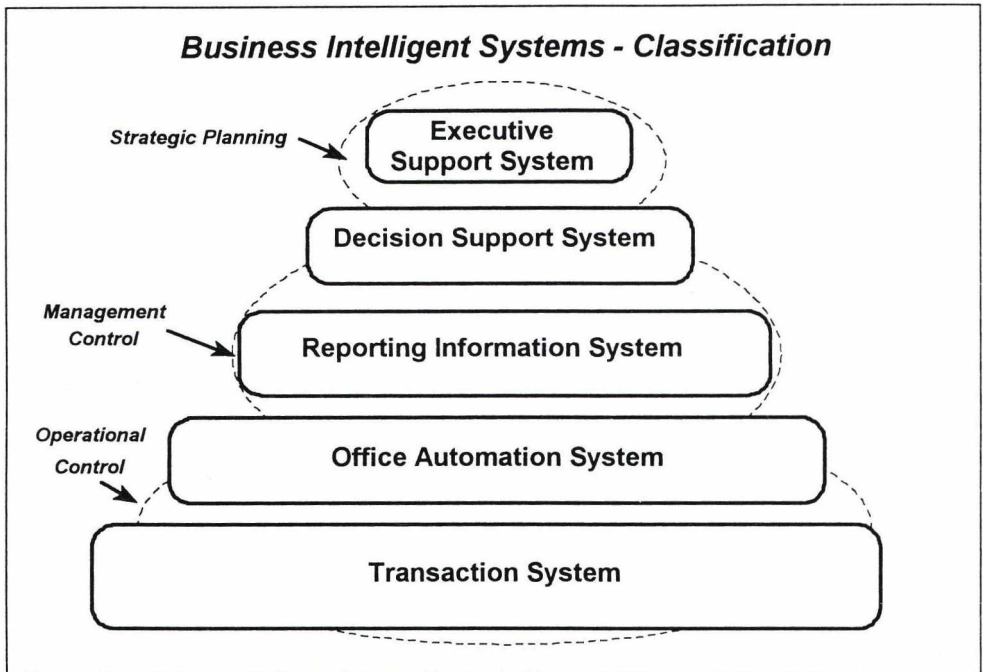 Business Intelligent Systems - Classification
Strategic Planning
Executive
Support System
Decision Support System
Management
Control
Reporting Information System
Operational
Control
Office Automation System
Transaction System